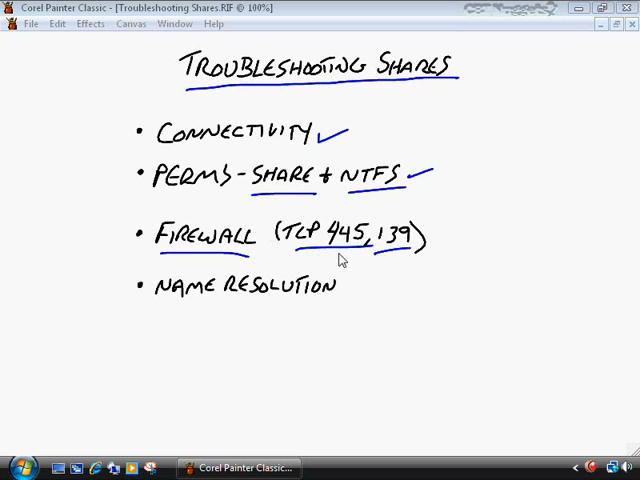 Corel Painter Classic - [Troubleshooting Shares.RIF @ 100%]
File Edit Effects Canvas Window Help
TROUBLESHOOTING SHARES
• CONNECTIVITY ✓
• PERMS - SHARE + NTFS ✓
• FIREWALL (TCP 445, 139)
• NAME RESOLUTION
Corel Painter Classic...